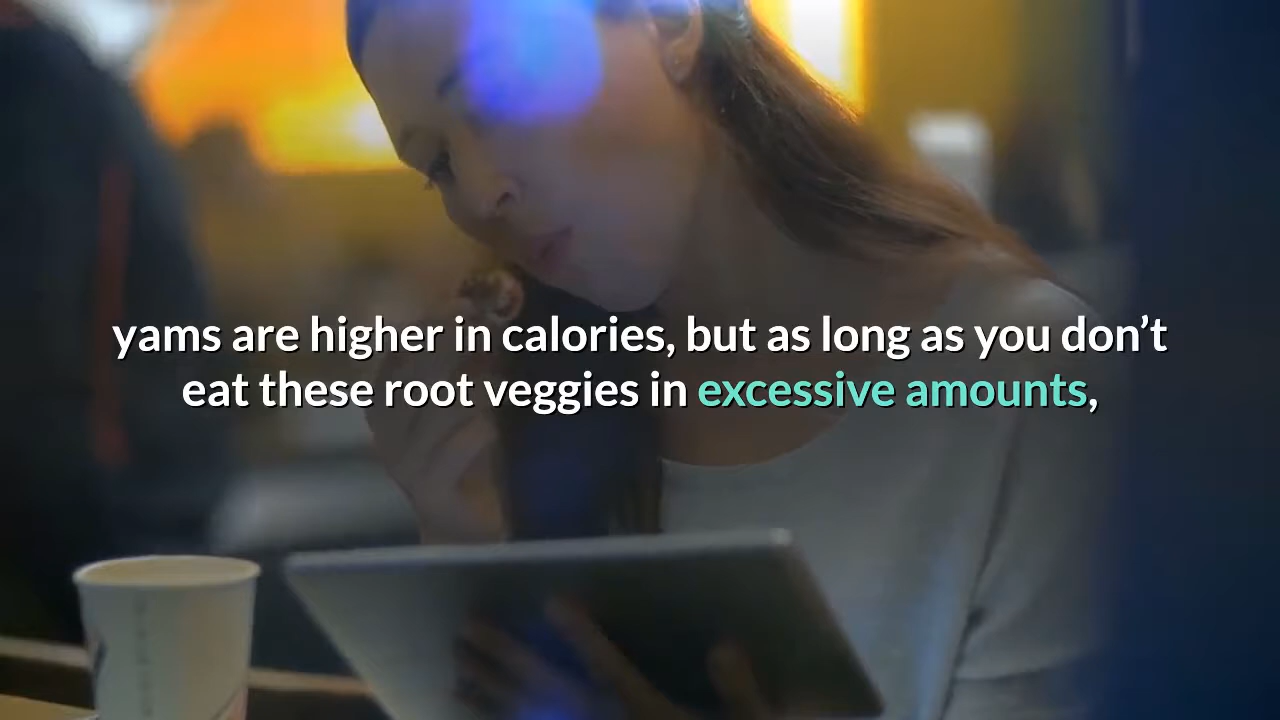 yams are higher in calories, but as long as you don’t
eat these root veggies in excessive amounts,